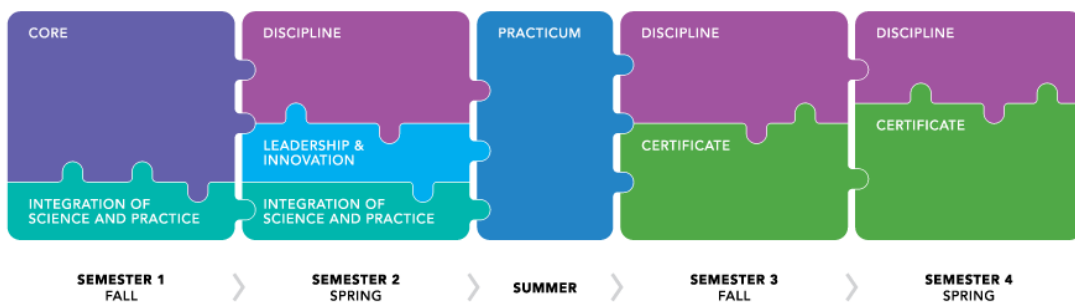 CORE
DISCIPLINE
PRACTICUM
DISCIPLINE
DISCIPLINE
LEADERSHIP &
INNOVATION
CERTIFICATE
CERTIFICATE
INTEGRATION OF
SCIENCE AND PRACTICE
INTEGRATION OF
SCIENCE AND PRACTICE
SEMESTER 1
FALL
SEMESTER 2
SPRING
SUMMER
SEMESTER 3
FALL
SEMESTER 4
SPRING